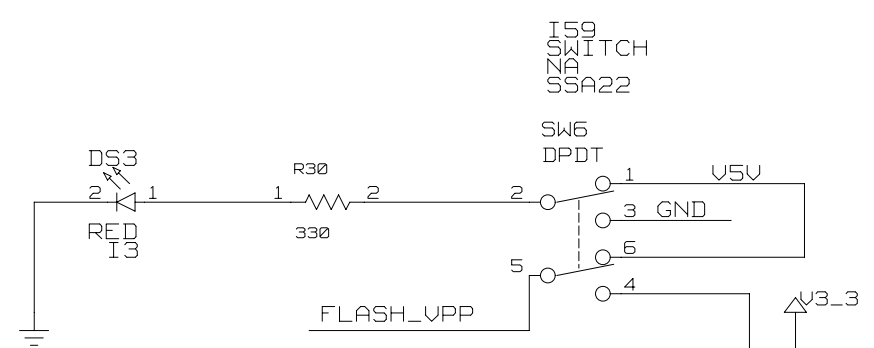 I59
SWITCH
NA
SSA22
SW6
DPDT
DS3
R30
2 1
1 2
2
1 V5V
3 GND
RED
I3
330
6
5
4
FLASH_VPP
V3_3